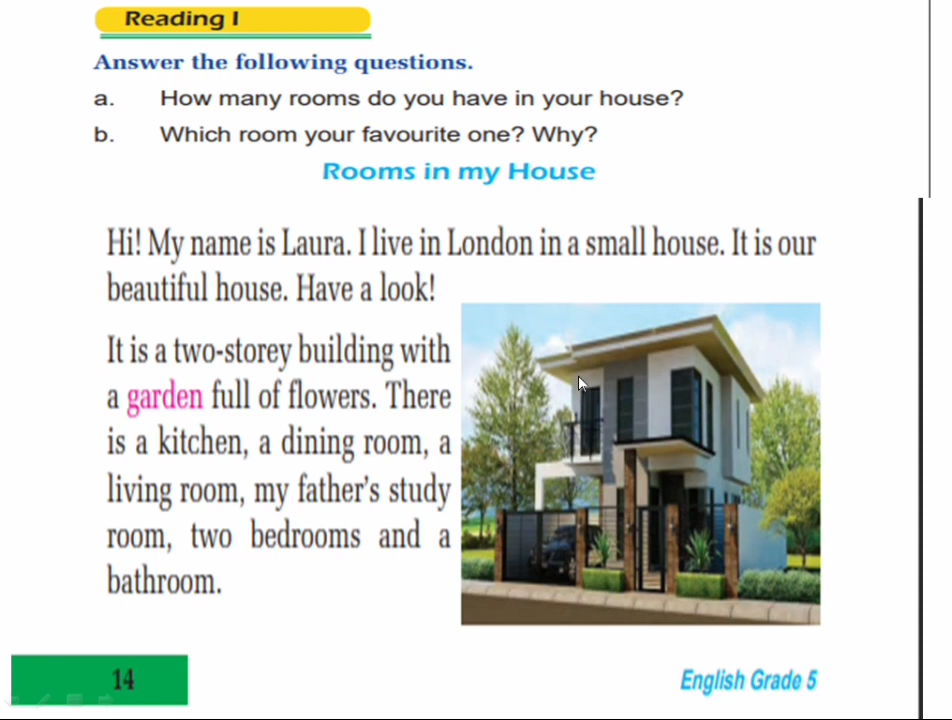 Reading I
Answer the following questions.
a. How many rooms do you have in your house?
b. Which room your favourite one? Why?
Rooms in my House
Hi! My name is Laura. I live in London in a small house. It is our
beautiful house. Have a look!
It is a two-storey building with
a garden full of flowers. There
is a kitchen, a dining room, a
living room, my father's study
room, two bedrooms and a
bathroom.
14
English Grade 5